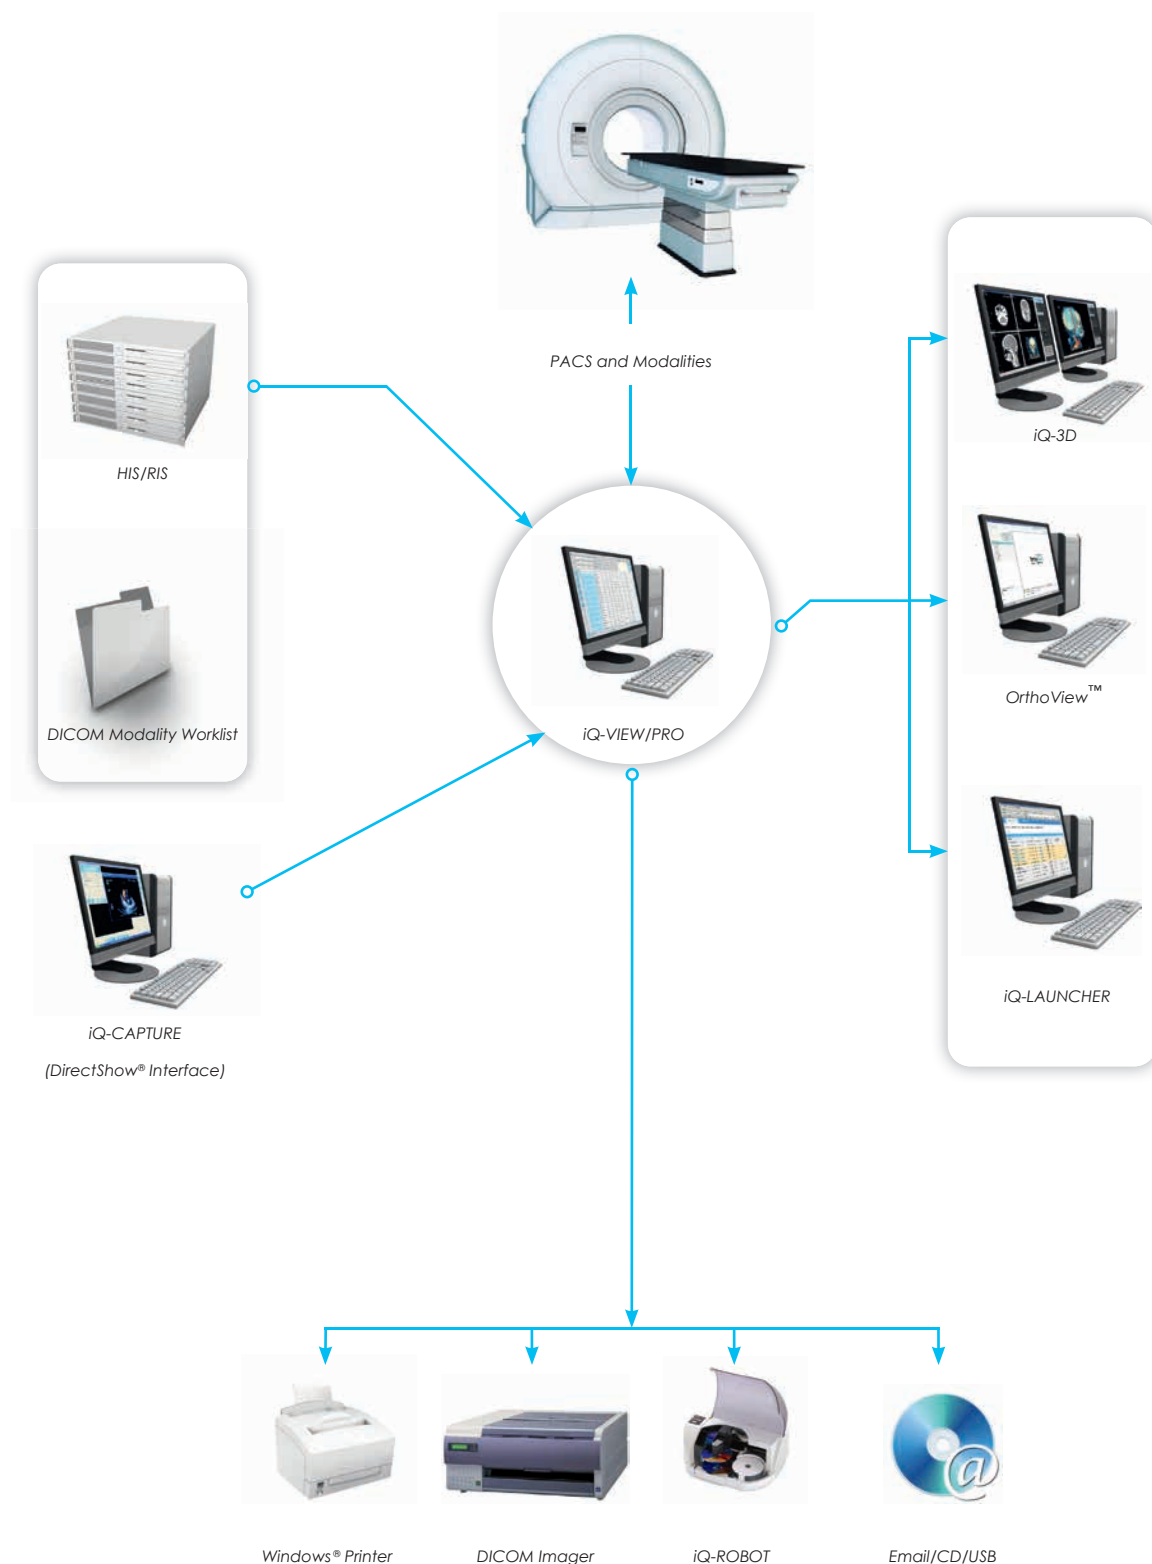 PACS and Modalities
HIS/RIS
DICOM Modality Worklist
iQ-3D
OrthoView™
iQ-VIEW/PRO
iQ-LAUNCHER
iQ-CAPTURE
(DirectShow® Interface)
Windows® Printer
DICOM Imager
iQ-ROBOT
Email/CD/USB